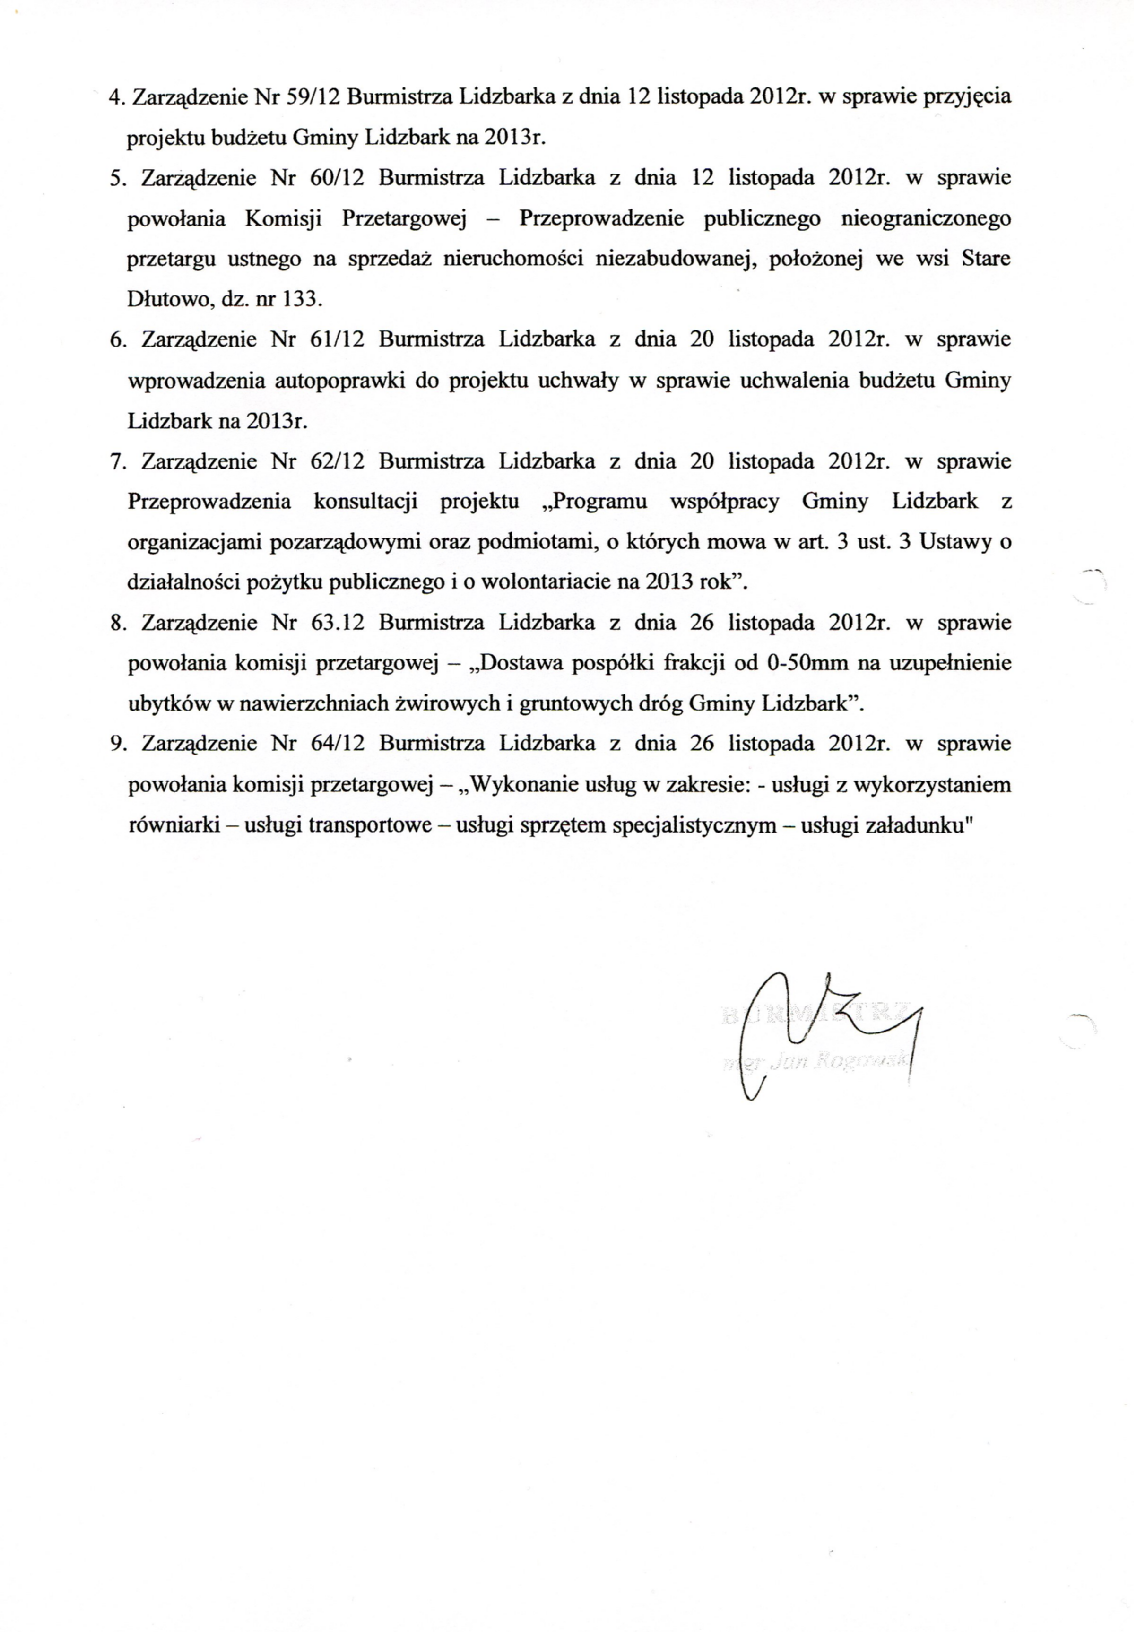 4. Zarządzenie Nr 59/12 Burmistrza Lidzbarka z dnia 12 listopada 2012r. w sprawie przyjęcia
projektu budżetu Gminy Lidzbark na 2013r.
5. Zarządzenie Nr 60/12 Burmistrza Lidzbarka z dnia 12 listopada 2012r. w sprawie
powołania Komisji Przetargowej – Przeprowadzenie publicznego nieograniczonego
przetargu ustnego na sprzedaż nieruchomości niezabudowanej, położonej we wsi Stare
Dłutowo, dz. nr 133.
6. Zarządzenie Nr 61/12 Burmistrza Lidzbarka z dnia 20 listopada 2012r. w sprawie
wprowadzenia autopoprawki do projektu uchwały w sprawie uchwalenia budżetu Gminy
Lidzbark na 2013r.
7. Zarządzenie Nr 62/12 Burmistrza Lidzbarka z dnia 20 listopada 2012r. w sprawie
Przeprowadzenia konsultacji projektu „Programu współpracy Gminy Lidzbark z
organizacjami pozarządowymi oraz podmiotami, o których mowa w art. 3 ust. 3 Ustawy o
działalności pożytku publicznego i o wolontariacie na 2013 rok”.
8. Zarządzenie Nr 63.12 Burmistrza Lidzbarka z dnia 26 listopada 2012r. w sprawie
powołania komisji przetargowej – „Dostawa pospółki frakcji od 0-50mm na uzupełnienie
ubytków w nawierzchniach żwirowych i gruntowych dróg Gminy Lidzbark”.
9. Zarządzenie Nr 64/12 Burmistrza Lidzbarka z dnia 26 listopada 2012r. w sprawie
powołania komisji przetargowej – „Wykonanie usług w zakresie: - usługi z wykorzystaniem
równiarki – usługi transportowe – usługi sprzętem specjalistycznym – usługi załadunku"
BURMISTRZ
mgr Jan Rogowski